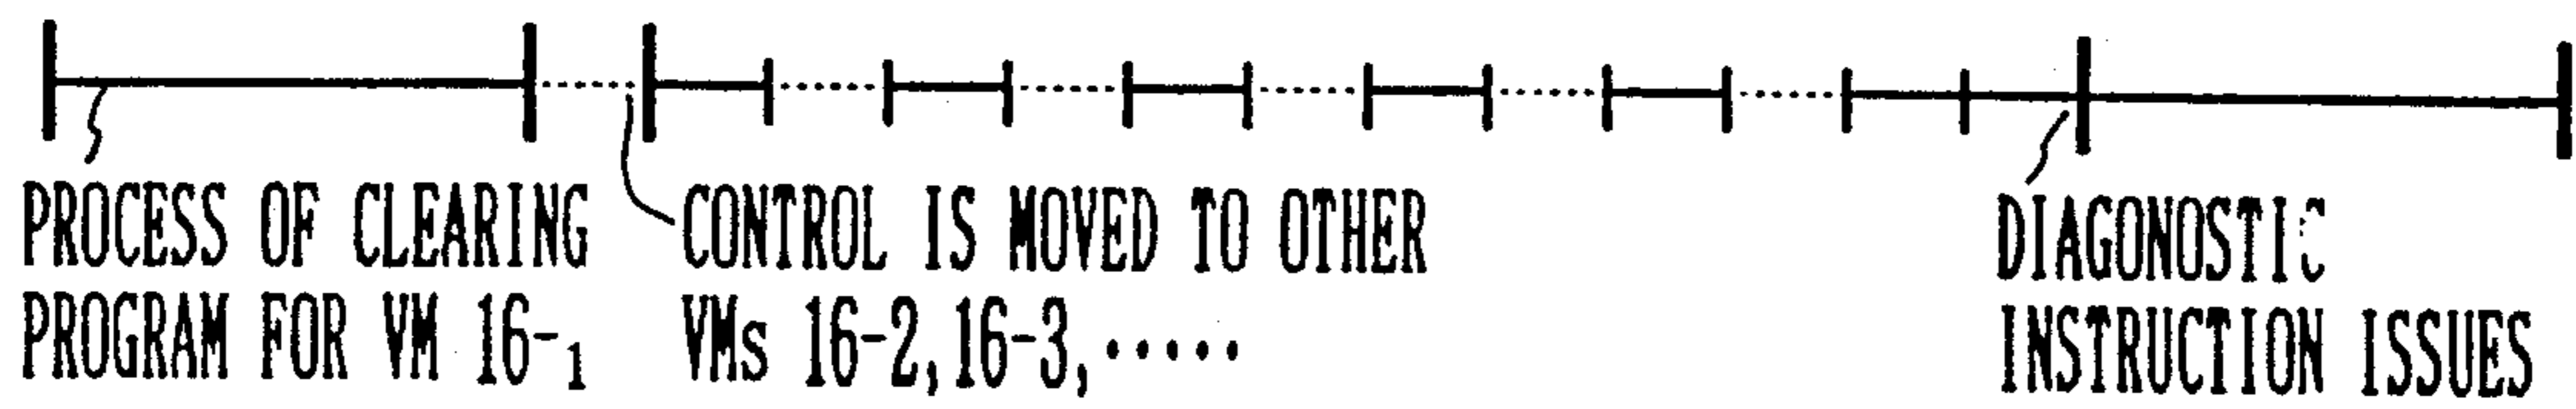 PROCESS OF CLEARING
PROGRAM FOR VM 16-1
CONTROL IS MOVED TO OTHER
VMs 16-2, 16-3, ·····
DIAGONOSTIC
INSTRUCTION ISSUES